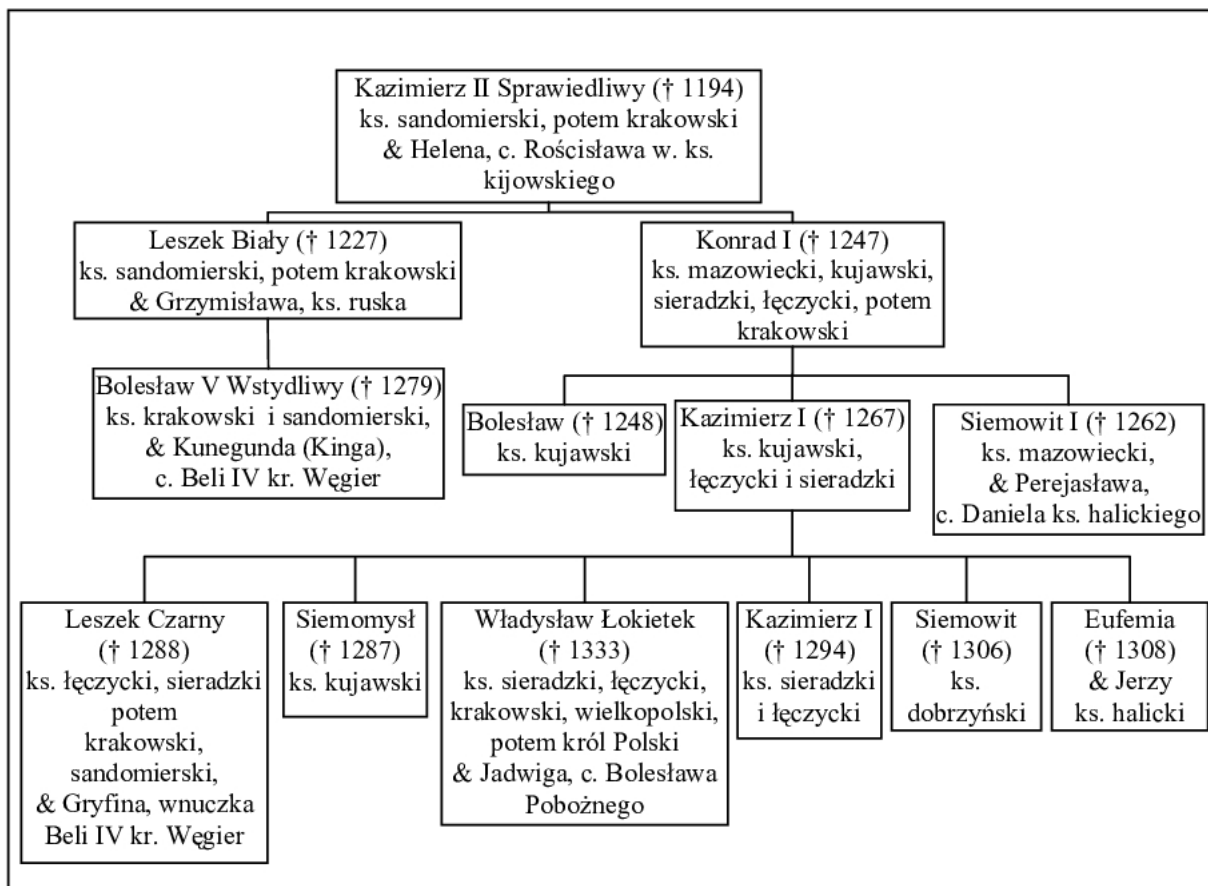 Kazimierz II Sprawiedliwy († 1194)
ks. sandomierski, potem krakowski
& Helena, c. Rościsława w. ks.
kijowskiego
Leszek Biały († 1227)
ks. sandomierski, potem krakowski
& Grzymisława, ks. ruska
Konrad I († 1247)
ks. mazowiecki, kujawski,
sieradzki, łęczycki, potem
krakowski
Bolesław V Wstydliwy († 1279)
ks. krakowski i sandomierski,
& Kunegunda (Kinga),
c. Beli IV kr. Węgier
Bolesław († 1248)
ks. kujawski
Kazimierz I († 1267)
ks. kujawski,
łęczycki i sieradzki
Siemowit I († 1262)
ks. mazowiecki,
& Perejasława,
c. Daniela ks. halickiego
Leszek Czarny
(† 1288)
ks. łęczycki, sieradzki
potem
krakowski,
sandomierski,
& Gryfina, wnuczka
Beli IV kr. Węgier
Siemomysł
(† 1287)
ks. kujawski
Władysław Łokietek
(† 1333)
ks. sieradzki, łęczycki,
krakowski, wielkopolski,
potem król Polski
& Jadwiga, c. Bolesława
Pobożnego
Kazimierz I
(† 1294)
ks. sieradzki
i łęczycki
Siemowit
(† 1306)
ks.
dobrzyński
Eufemia
(† 1308)
& Jerzy
ks. halicki